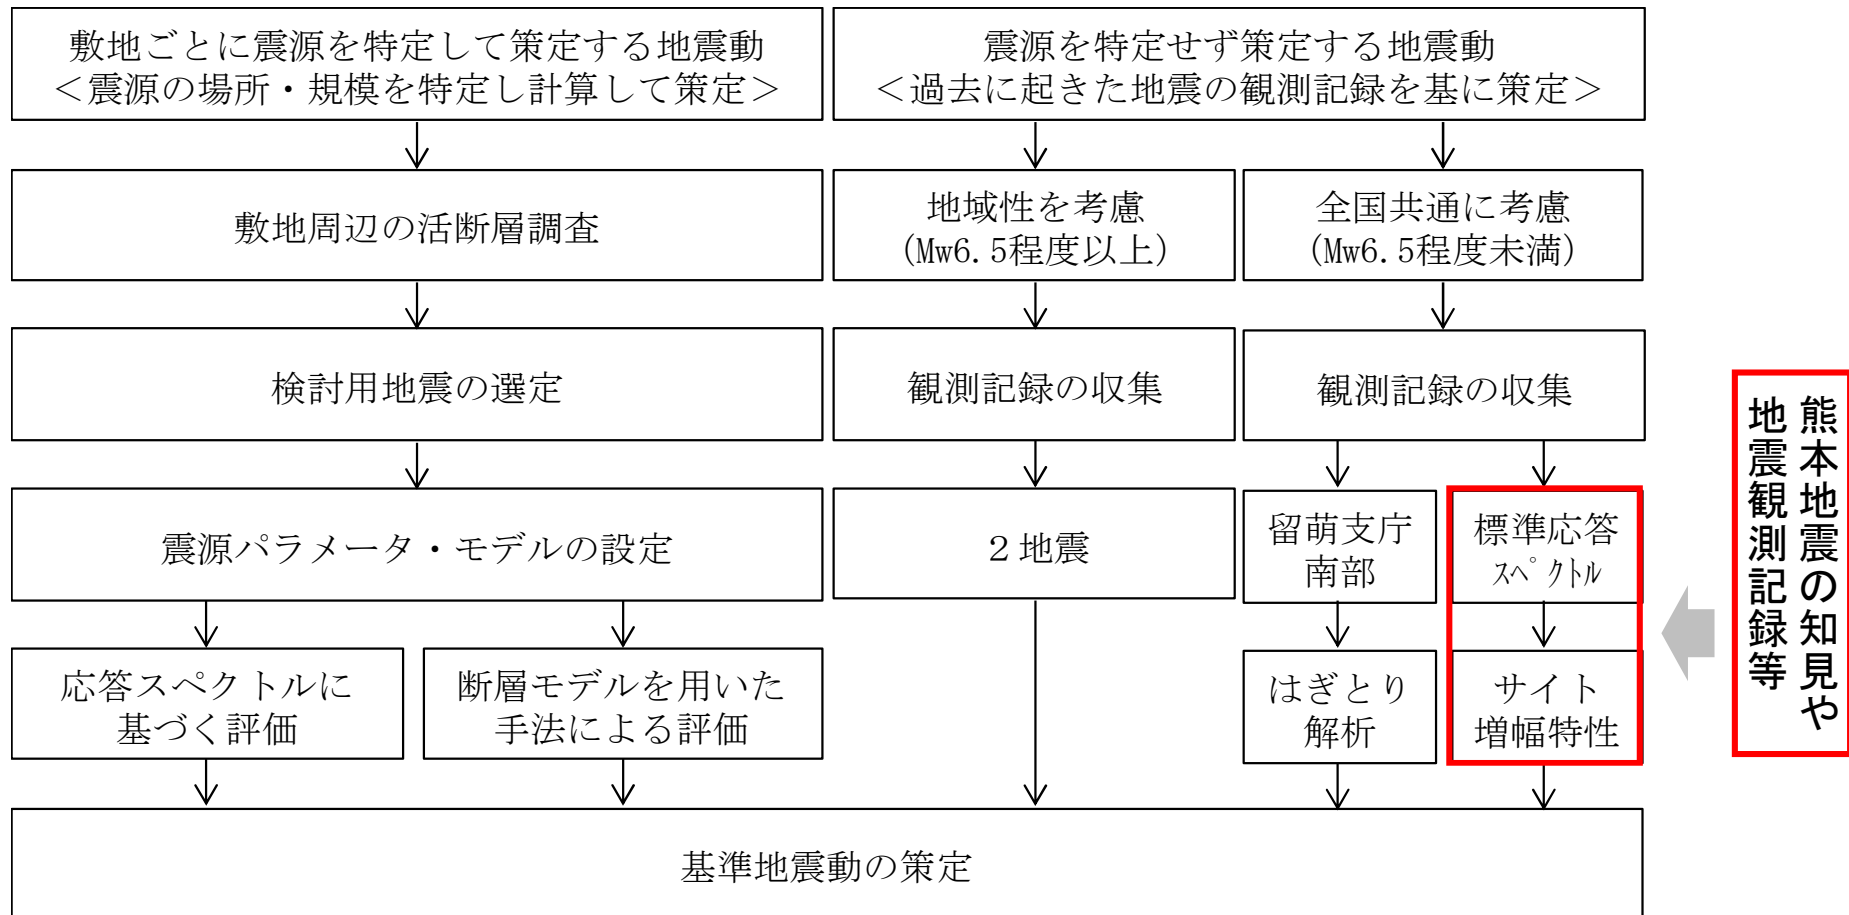 敷地ごとに震源を特定して策定する地震動
＜震源の場所・規模を特定し計算して策定＞
震源を特定せず策定する地震動
＜過去に起きた地震の観測記録を基に策定＞
敷地周辺の活断層調査
地域性を考慮
(Mw6.5程度以上)
全国共通に考慮
(Mw6.5程度未満)
検討用地震の選定
観測記録の収集
観測記録の収集
震源パラメータ・モデルの設定
２地震
留萌支庁
南部
標準応答
ｽﾍﾟｸﾄﾙ
応答スペクトルに
基づく評価
断層モデルを用いた
手法による評価
はぎとり
解析
サイト
増幅特性
基準地震動の策定
熊本地震の知見や
地震観測記録等